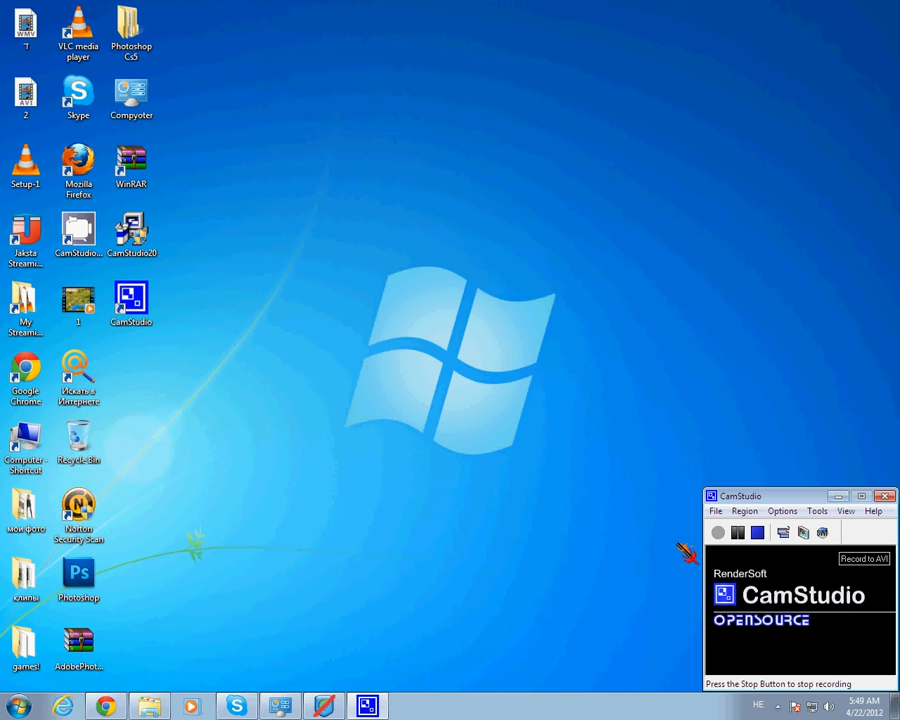 WMV
"l
VLC media
player
Photoshop
Cs5
AVI
2
Skype
Compyoter
Setup-1
Mozilla
Firefox
WinRAR
Jaksta
Streami...
CamStudio...
CamStudio20
My
Streami...
1
CamStudio
Google
Chrome
Искать в
Интернете
Computer -
Shortcut
Recycle Bin
мои фото
Norton
Security Scan
клипы
Ps
Photoshop
games!
AdobePhot...
CamStudio
File Region Options Tools View Help
Record to AVI
RenderSoft
CamStudio
OPENSOURCE
Press the Stop Button to stop recording
HE
5:49 AM
4/22/2012